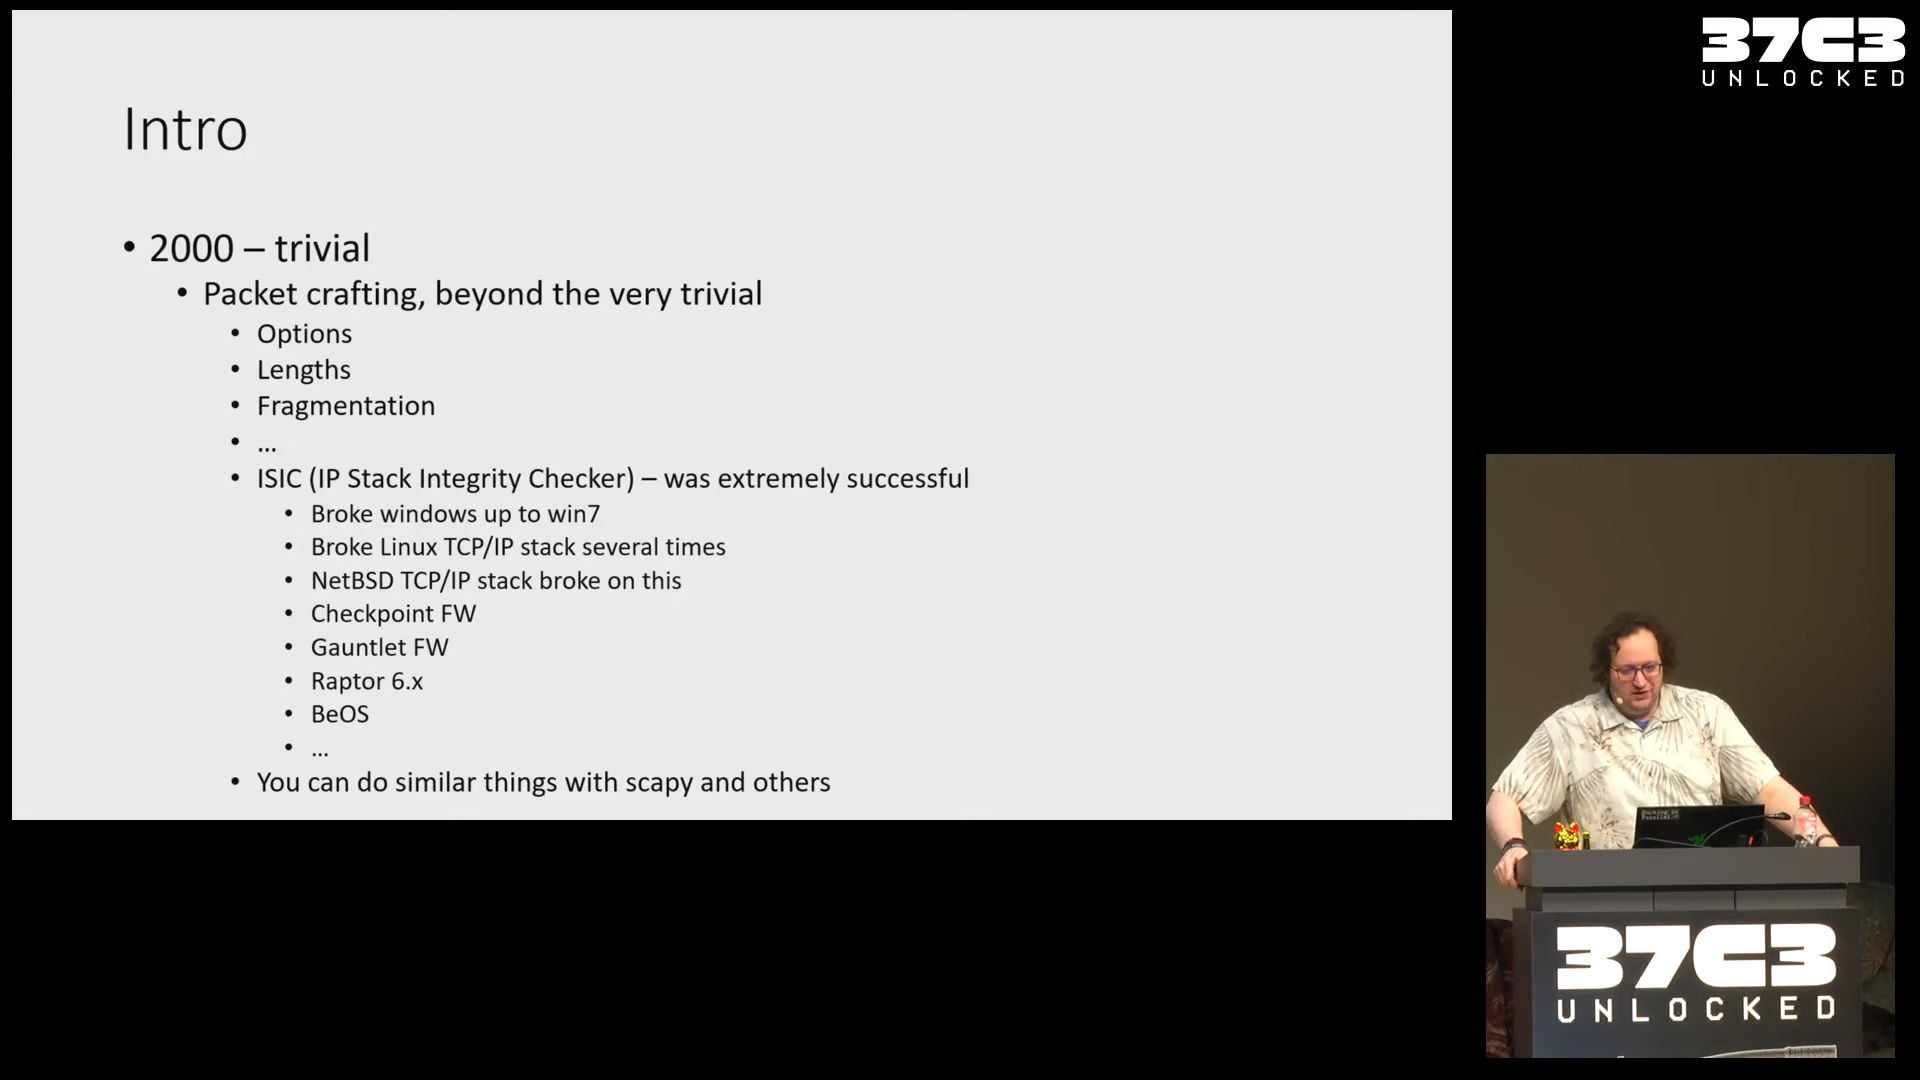 37C3
UNLOCKED
Intro
• 2000 – trivial
• Packet crafting, beyond the very trivial
• Options
• Lengths
• Fragmentation
• ...
• ISIC (IP Stack Integrity Checker) – was extremely successful
• Broke windows up to win7
• Broke Linux TCP/IP stack several times
• NetBSD TCP/IP stack broke on this
• Checkpoint FW
• Gauntlet FW
• Raptor 6.x
• BeOS
• ...
• You can do similar things with scapy and others
37C3
UNLOCKED